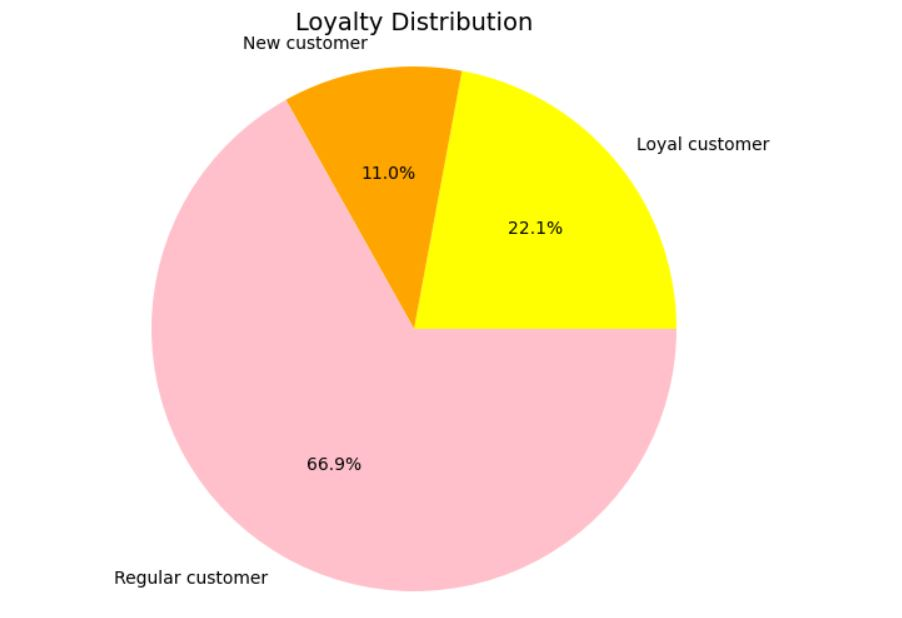 Loyalty Distribution
New customer
Loyal customer
11.0%
22.1%
66.9%
Regular customer